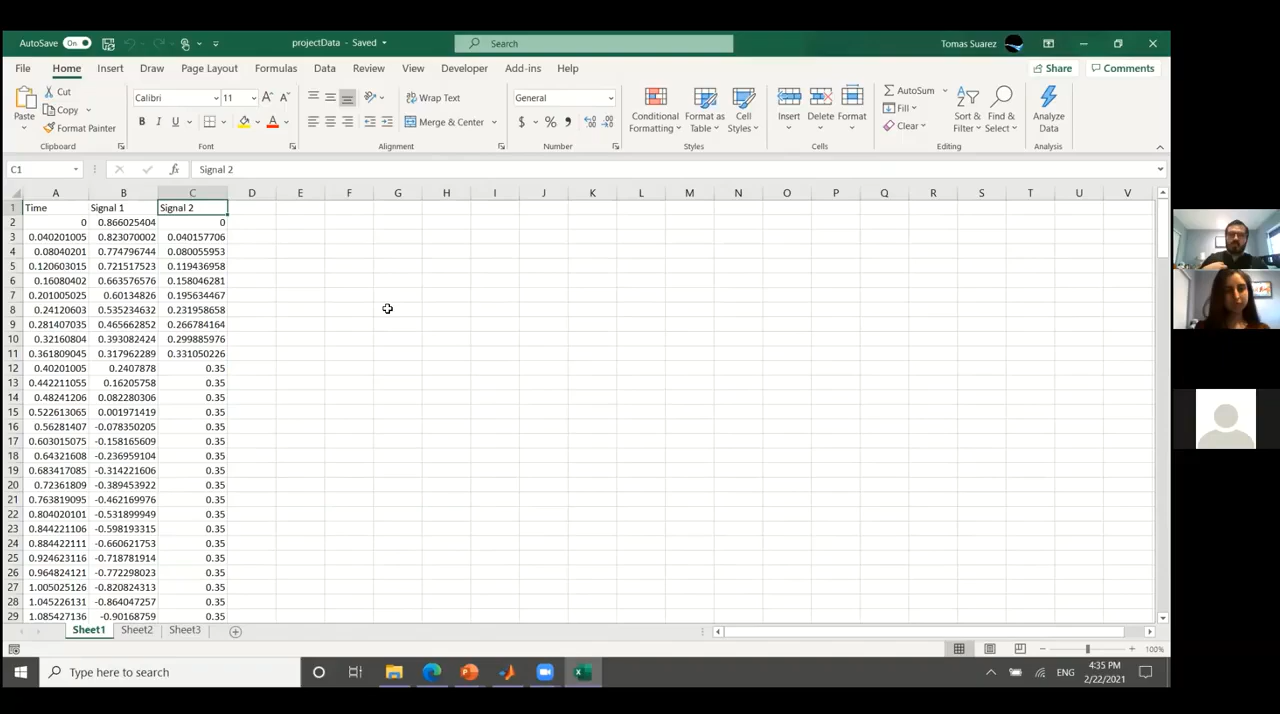 AutoSave On projectData - Saved Search Tomas Suarez
File Home Insert Draw Page Layout Formulas Data Review View Developer Add-ins Help Share Comments
Paste Cut Copy Format Painter
Calibri 11
B I U
Wrap Text
Merge & Center
General
$ %
Conditional Formatting Format as Table Cell Styles
Insert Delete Format
AutoSum Fill Clear
Sort & Filter Find & Select
Analyze Data
Clipboard Font Alignment Number Styles Cells Editing Analysis
C1 fx Signal 2
A B C D E F G H I J K L M N O P Q R S T U V
1 Time Signal 1 Signal 2
2 0 0.866025404 0
3 0.040201005 0.823070002 0.040157706
4 0.08040201 0.774796744 0.080055953
5 0.120603015 0.721517523 0.119436958
6 0.16080402 0.663576576 0.158046281
7 0.201005025 0.60134826 0.195634467
8 0.24120603 0.535234632 0.231958658
9 0.281407035 0.465662852 0.266784164
10 0.32160804 0.393082424 0.299885976
11 0.361809045 0.317962289 0.331050226
12 0.40201005 0.2407878 0.35
13 0.442211055 0.16205758 0.35
14 0.48241206 0.082280306 0.35
15 0.522613065 0.001971419 0.35
16 0.56281407 -0.078350205 0.35
17 0.603015075 -0.158165609 0.35
18 0.64321608 -0.236959104 0.35
19 0.683417085 -0.314221606 0.35
20 0.72361809 -0.389453922 0.35
21 0.763819095 -0.462169976 0.35
22 0.804020101 -0.531899949 0.35
23 0.844221106 -0.598193315 0.35
24 0.884422111 -0.660621753 0.35
25 0.924623116 -0.718781914 0.35
26 0.964824121 -0.772298023 0.35
27 1.005025126 -0.820824313 0.35
28 1.045226131 -0.864047257 0.35
29 1.085427136 -0.90168759 0.35
Sheet1 Sheet2 Sheet3
100%
Type here to search ENG 4:35 PM
2/22/2021